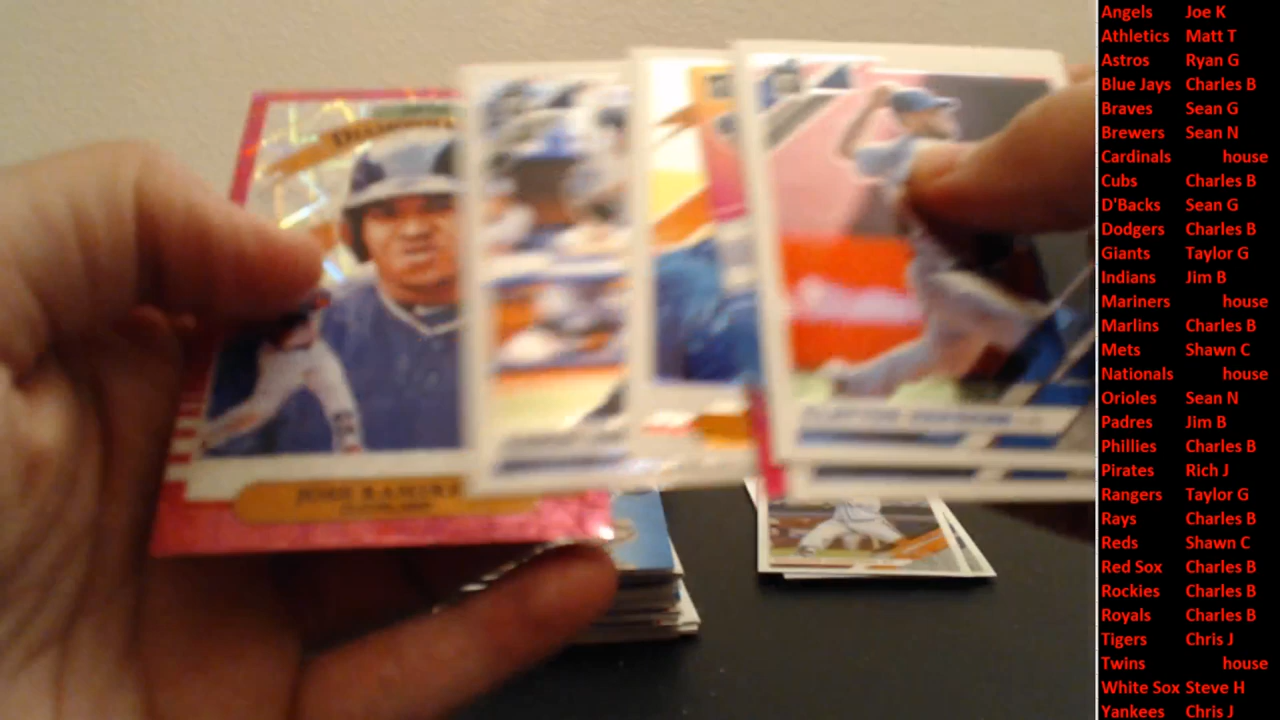 Angels Joe K
Athletics Matt T
Astros Ryan G
Blue Jays Charles B
Braves Sean G
Brewers Sean N
Cardinals house
Cubs Charles B
D'Backs Sean G
Dodgers Charles B
Giants Taylor G
Indians Jim B
Mariners house
Marlins Charles B
Mets Shawn C
Nationals house
Orioles Sean N
Padres Jim B
Phillies Charles B
Pirates Rich J
Rangers Taylor G
Rays Charles B
Reds Shawn C
Red Sox Charles B
Rockies Charles B
Royals Charles B
Tigers Chris J
Twins house
White Sox Steve H
Yankees Chris J